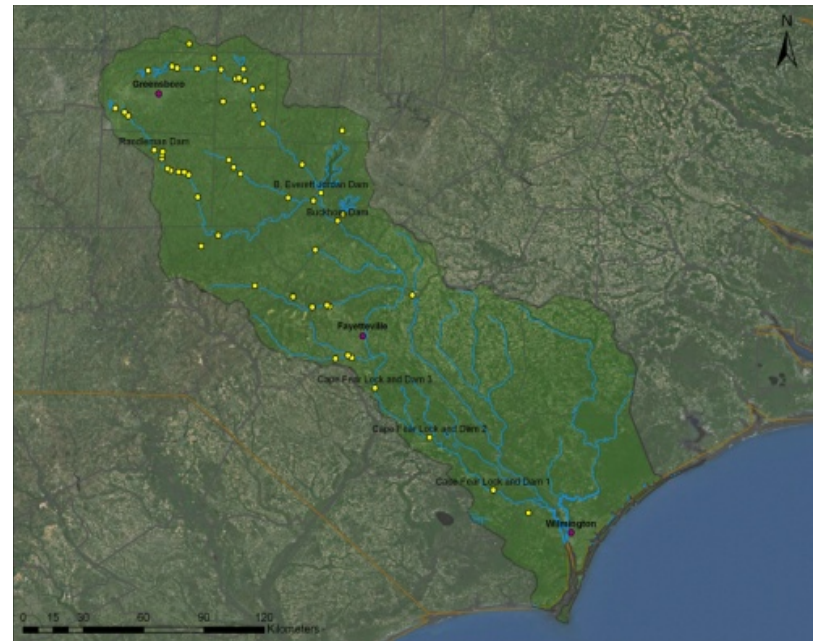 N
Greensboro
Randleman Dam
B. Everett Jordan Dam
Buckhorn Dam
Fayetteville
Cape Fear Lock and Dam 3
Cape Fear Lock and Dam 2
Cape Fear Lock and Dam 1
Wilmington
0 15 30 60 90 120
Kilometers